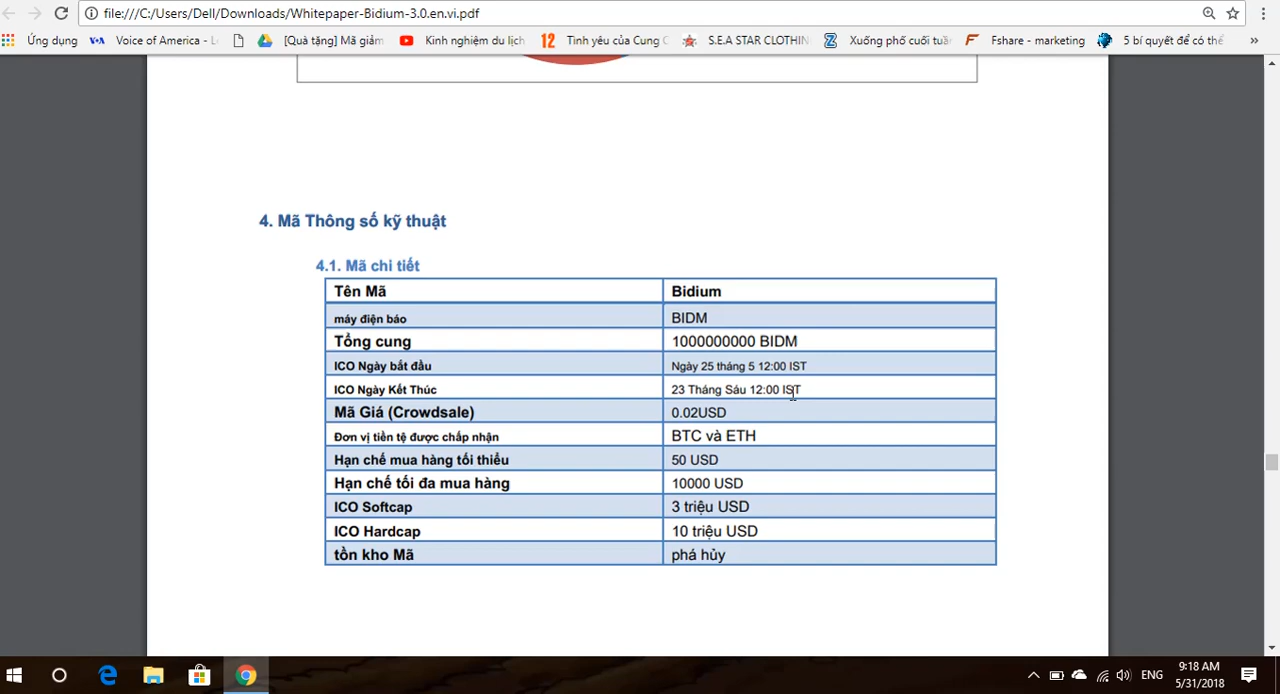 file:///C:/Users/Dell/Downloads/Whitepaper-Bidium-3.0.en.vi.pdf
Ứng dụng VOA Voice of America - L [Quà tặng] Mã giảm Kinh nghiệm du lịch 12 Tinh yêu của Cung C S.E.A STAR CLOTHIN Z Xuống phố cuối tuần F Fshare - marketing 5 bí quyết để có thể »
4. Mã Thông số kỹ thuật
4.1. Mã chi tiết
Tên Mã Bidium
máy điện báo BIDM
Tổng cung 1000000000 BIDM
ICO Ngày bắt đầu Ngày 25 tháng 5 12:00 IST
ICO Ngày Kết Thúc 23 Tháng Sáu 12:00 IST
Mã Giá (Crowdsale) 0.02USD
Đơn vị tiền tệ được chấp nhận BTC và ETH
Hạn chế mua hàng tối thiểu 50 USD
Hạn chế tối đa mua hàng 10000 USD
ICO Softcap 3 triệu USD
ICO Hardcap 10 triệu USD
tồn kho Mã phá hủy
ENG 9:18 AM
5/31/2018